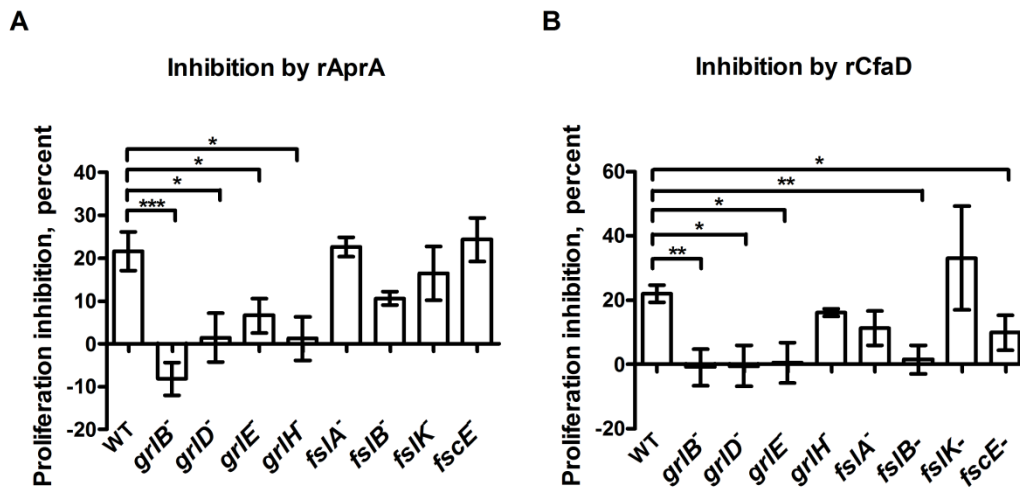 A
Inhibition by rAprA
Proliferation inhibition, percent
40
30
20
10
0
-10
-20
*
*
*
***
WT
grlB⁻
grlD⁻
grlE⁻
grlH⁻
fslA⁻
fslB⁻
fslK⁻
fscE⁻
B
Inhibition by rCfaD
Proliferation inhibition, percent
60
40
20
0
-20
*
**
*
*
**
WT
grlB⁻
grlD⁻
grlE⁻
grlH⁻
fslA⁻
fslB-
fslK-
fscE-